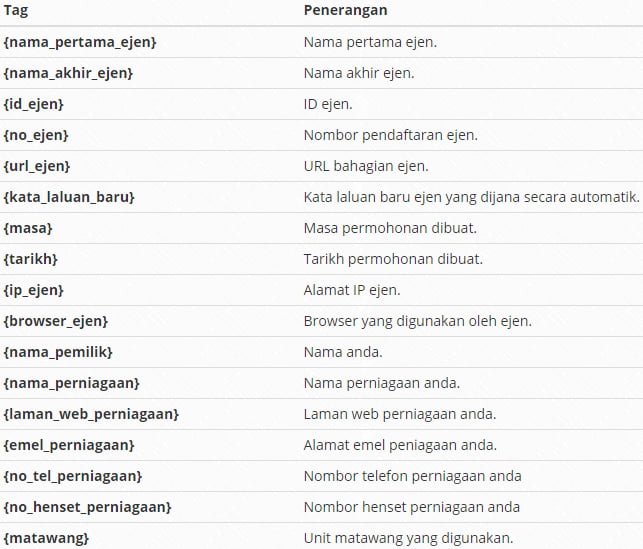 Tag Penerangan
{nama_pertama_ejen} Nama pertama ejen.
{nama_akhir_ejen} Nama akhir ejen.
{id_ejen} ID ejen.
{no_ejen} Nombor pendaftaran ejen.
{url_ejen} URL bahagian ejen.
{kata_laluan_baru} Kata laluan baru ejen yang dijana secara automatik.
{masa} Masa permohonan dibuat.
{tarikh} Tarikh permohonan dibuat.
{ip_ejen} Alamat IP ejen.
{browser_ejen} Browser yang digunakan oleh ejen.
{nama_pemilik} Nama anda.
{nama_perniagaan} Nama perniagaan anda.
{laman_web_perniagaan} Laman web perniagaan anda.
{emel_perniagaan} Alamat emel peniagaan anda.
{no_tel_perniagaan} Nombor telefon perniagaan anda
{no_henset_perniagaan} Nombor henset perniagaan anda
{matawang} Unit matawang yang digunakan.